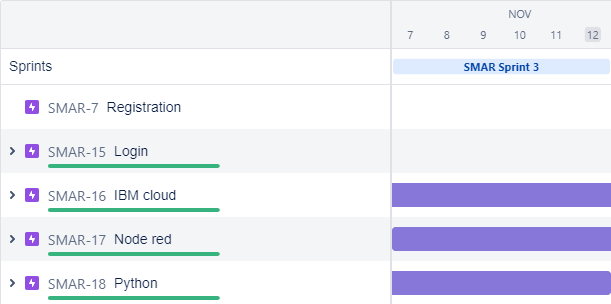 NOV
7 8 9 10 11 12
Sprints SMAR Sprint 3
SMAR-7 Registration
SMAR-15 Login
SMAR-16 IBM cloud
SMAR-17 Node red
SMAR-18 Python